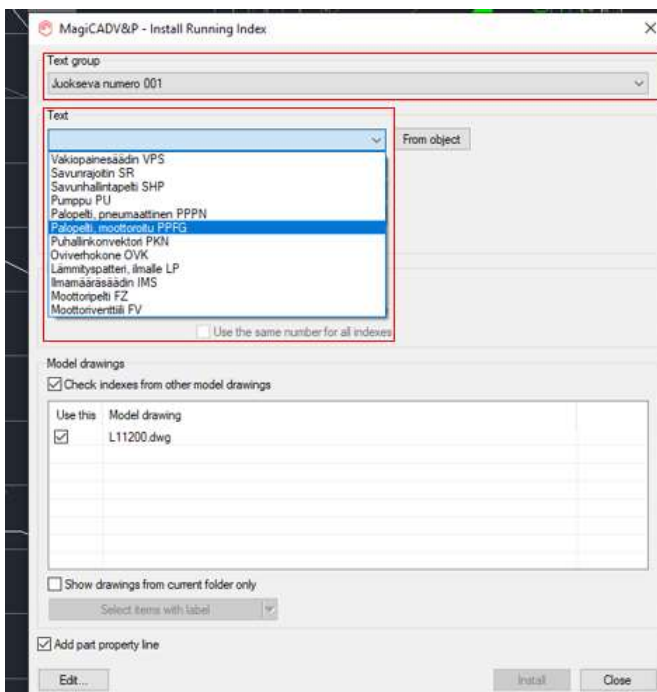 MagiCADV&P - Install Running Index
Text group
Juokseva numero 001
Text
From object
Vakiopainesäädin VPS
Savunrajoitin SR
Savunhallintapelti SHP
Pumppu PU
Palopelti, pneumaattinen PPPN
Palopelti, moottoroitu PPFG
Puhallinkonvektori PKN
Oviverhokone OVK
Lämmityspatteri, ilmalle LP
Ilmamääräsäädin IMS
Moottoripelti FZ
Moottoriventtiili FV
Use the same number for all indexes
Model drawings
Check indexes from other model drawings
Use this Model drawing
L11200.dwg
Show drawings from current folder only
Select items with label
Add part property line
Edit... Install Close